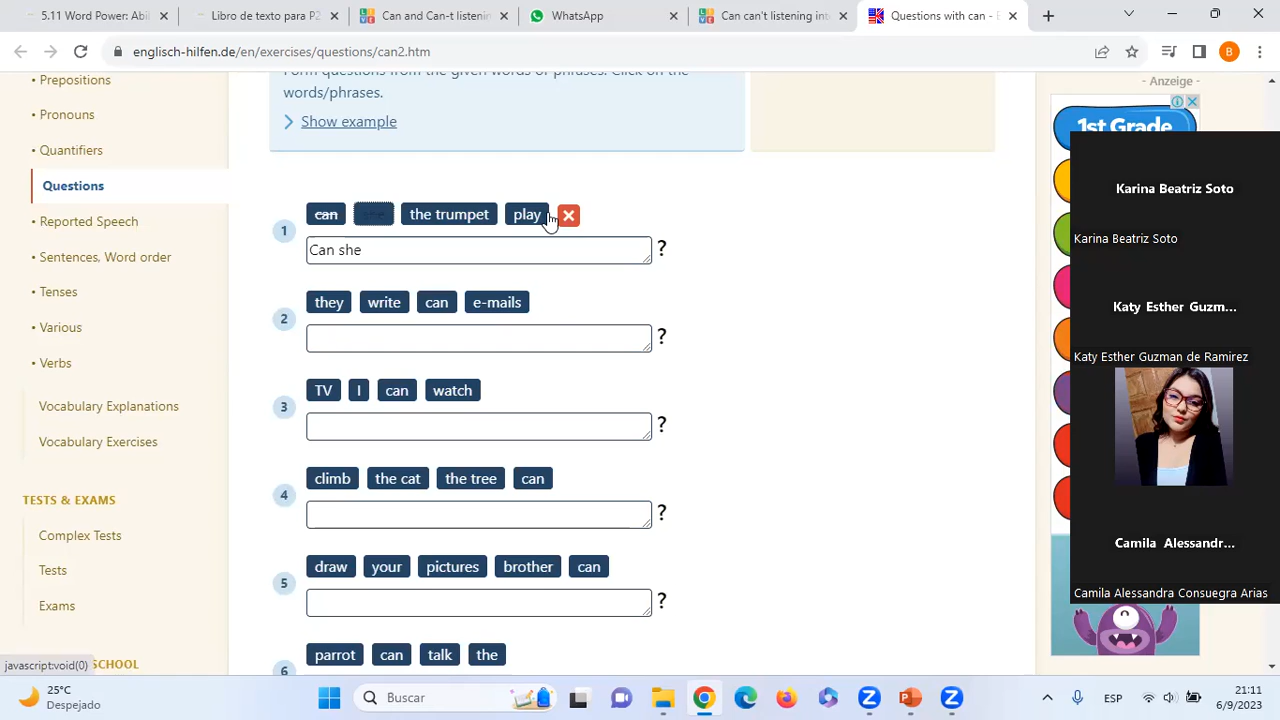 5.11 Word Power: Abil
Libro de texto para P2
Can and Can-t listenin
WhatsApp
Can can't listening int
Questions with can - E
englisch-hilfen.de/en/exercises/questions/can2.htm
B
• Prepositions
• Pronouns
• Quantifiers
Questions
• Reported Speech
• Sentences, Word order
• Tenses
• Various
• Verbs
Vocabulary Explanations
Vocabulary Exercises
TESTS & EXAMS
Complex Tests
Tests
Exams
SCHOOL
javascript:void(0)
Form questions from the given words or phrases. Click on the
words/phrases.
Show example
1
can she the trumpet play
Can she ?
2
they write can e-mails
?
3
TV I can watch
?
4
climb the cat the tree can
?
5
draw your pictures brother can
?
6
parrot can talk the
- Anzeige -
1st Grade
Karina Beatriz Soto
Karina Beatriz Soto
Katy Esther Guzm...
Katy Esther Guzman de Ramirez
Camila Alessandr...
Camila Alessandra Consuegra Arias
25°C
Despejado
Buscar
ESP
21:11
6/9/2023